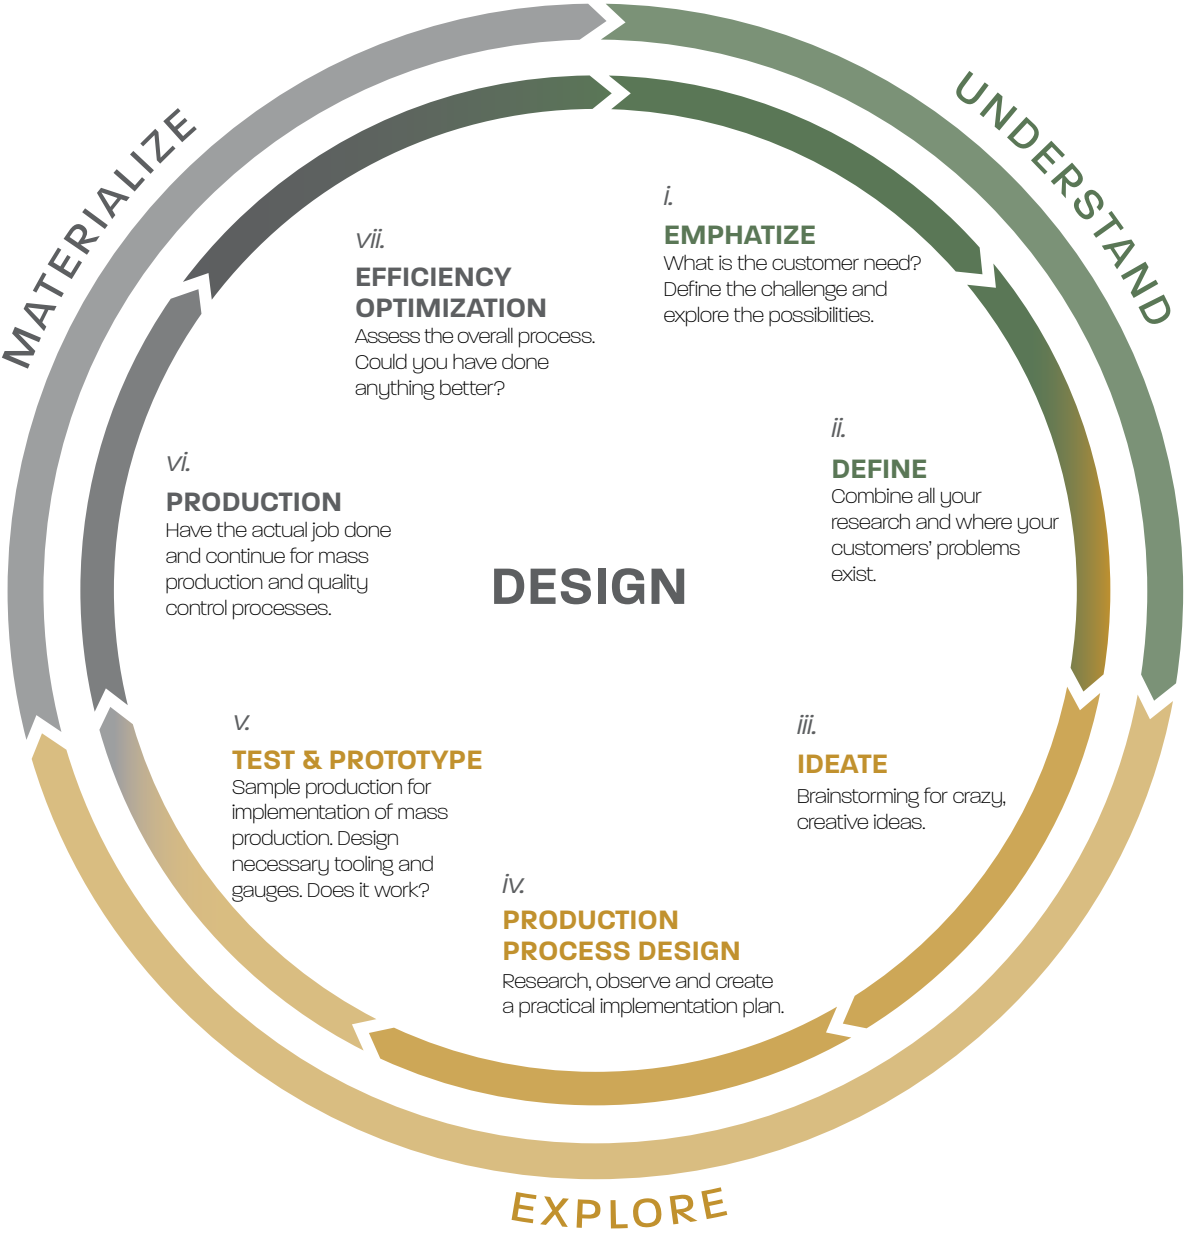 UNDERSTAND
i.
EMPHATIZE
What is the customer need?
Define the challenge and
explore the possibilities.
ii.
DEFINE
Combine all your
research and where your
customers’ problems
exist.
iii.
IDEATE
Brainstorming for crazy,
creative ideas.
iv.
PRODUCTION
PROCESS DESIGN
Research, observe and create
a practical implementation plan.
EXPLORE
v.
TEST & PROTOTYPE
Sample production for
implementation of mass
production. Design
necessary tooling and
gauges. Does it work?
vi.
PRODUCTION
Have the actual job done
and continue for mass
production and quality
control processes.
vii.
EFFICIENCY
OPTIMIZATION
Assess the overall process.
Could you have done
anything better?
MATERIALIZE
DESIGN